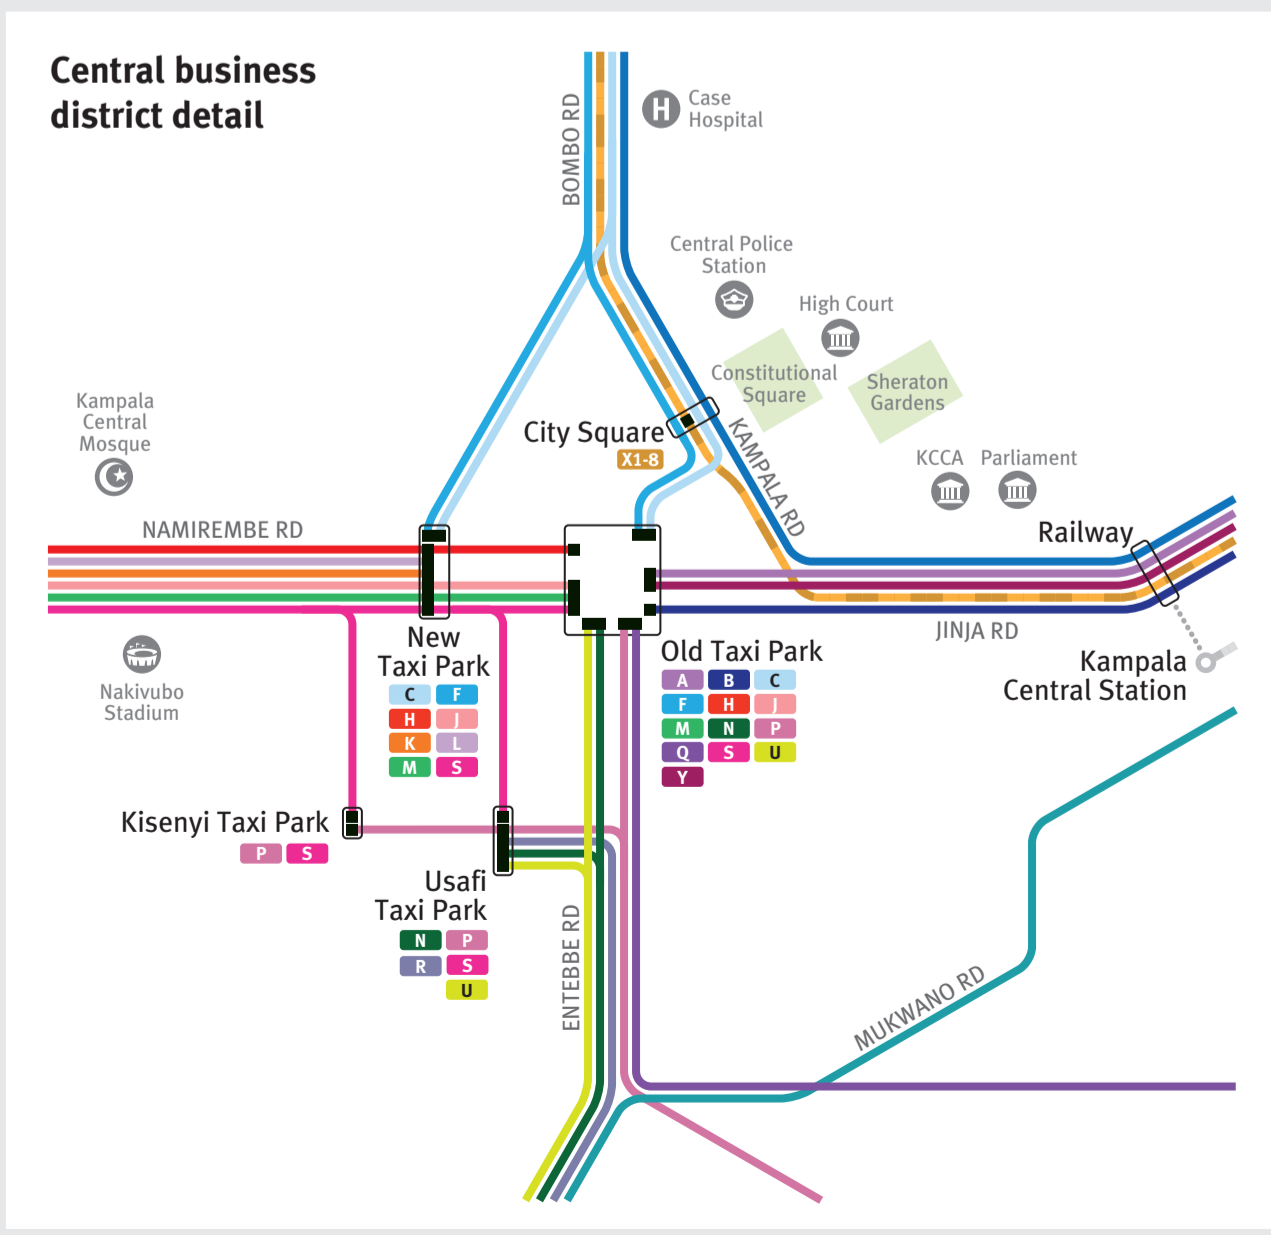 Central business
district detail
BOMBO RD
H
Case
Hospital
Central Police
Station
High Court
Constitutional
Square
Sheraton
Gardens
Kampala
Central
Mosque
City Square
X1-8
KAMPALA RD
KCCA
Parliament
NAMIREMBE RD
Railway
JINJA RD
Nakivubo
Stadium
New
Taxi Park
C F
H J
K L
M S
Old Taxi Park
A B C
F H J
M N P
Q S U
Y
Kampala
Central Station
Kisenyi Taxi Park
P S
Usafi
Taxi Park
N P
R S
U
ENTEBBE RD
MUKWANO RD